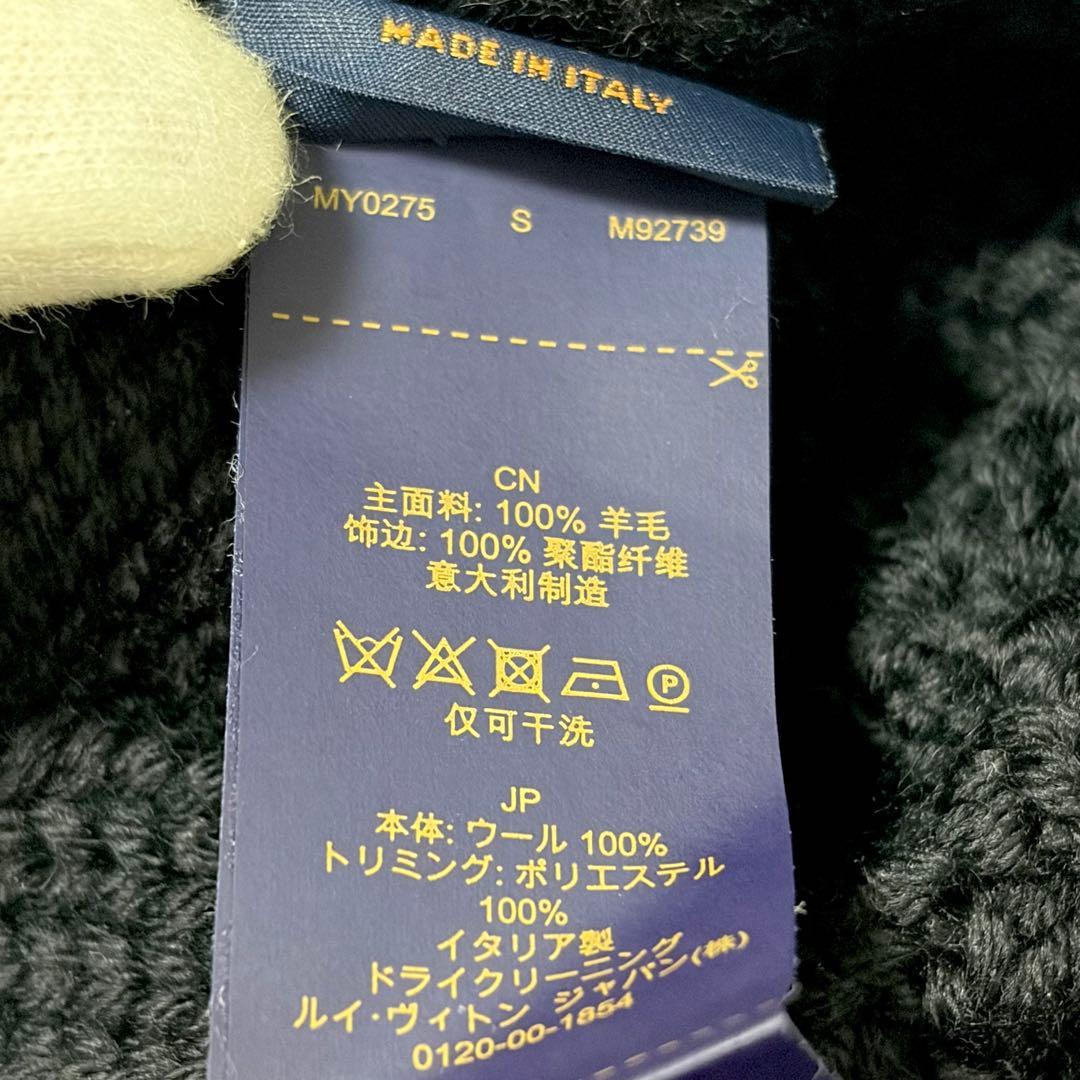 MADE IN ITALY
MY0275 S M92739
CN
主面料: 100% 羊毛
饰边: 100% 聚酯纤维
意大利制造
P
仅可干洗
JP
本体: ウール 100%
トリミング: ポリエステル
100%
イタリア製
ドライクリーニング
ルイ・ヴィトン ジャパン(株)
0120-00-1854